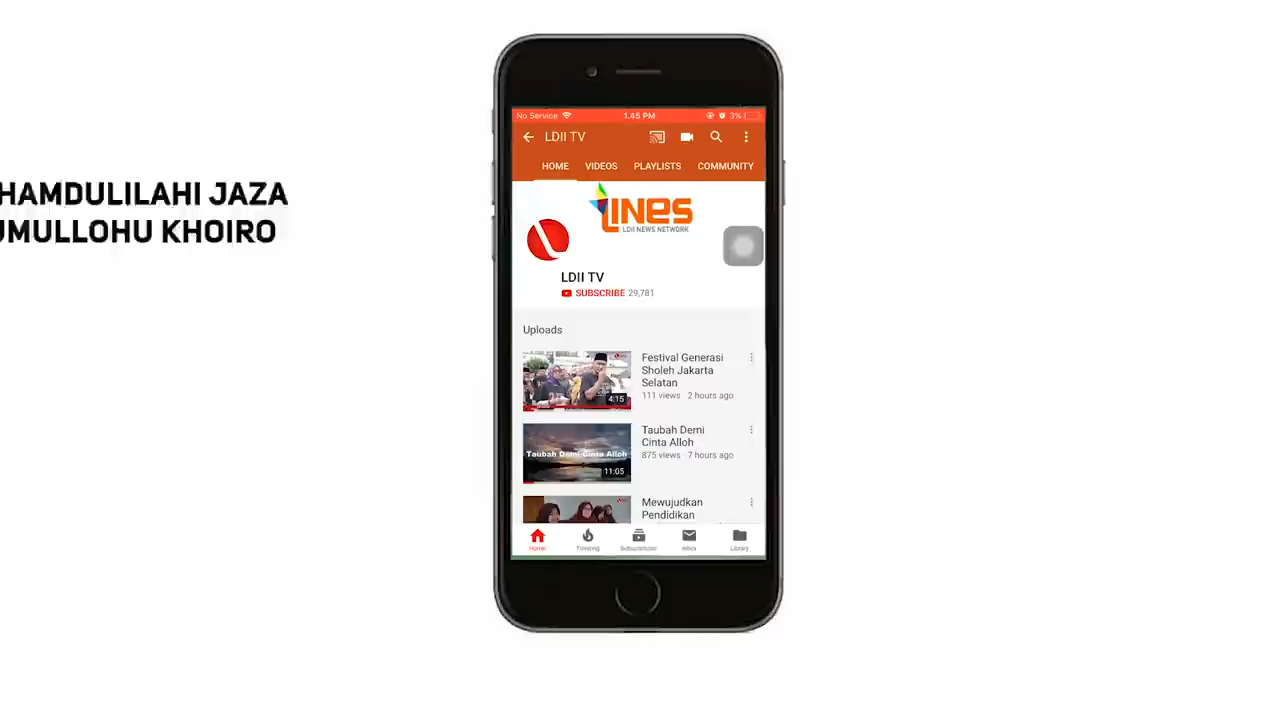 HAMDULILAHI JAZA
UMULLOHU KHOIRO
No Service
1.45 PM
3%
LDII TV
HOME VIDEOS PLAYLISTS COMMUNITY
LINES
LDII NEWS NETWORK
LDII TV
SUBSCRIBE 29,781
Uploads
Festival Generasi
Sholeh Jakarta
Selatan
111 views 2 hours ago
4:15
Taubah Demi
Cinta Alloh
875 views 7 hours ago
Taubah Demi Cinta Alloh
11:05
Mewujudkan
Pendidikan
Home Trending Subscriptions Inbox Library